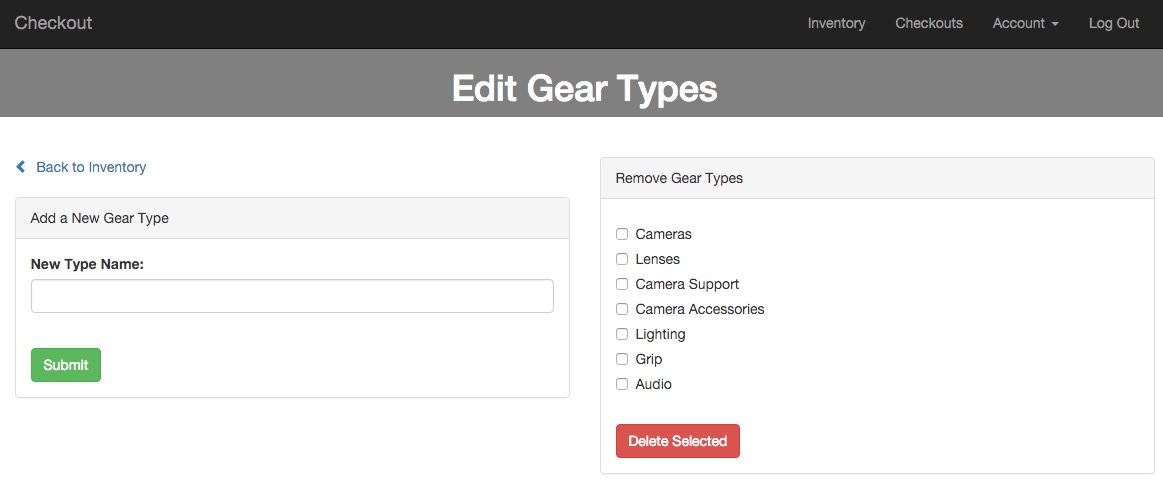 Checkout
Inventory Checkouts Account Log Out
Edit Gear Types
Back to Inventory
Add a New Gear Type
New Type Name:
Submit
Remove Gear Types
Cameras
Lenses
Camera Support
Camera Accessories
Lighting
Grip
Audio
Delete Selected